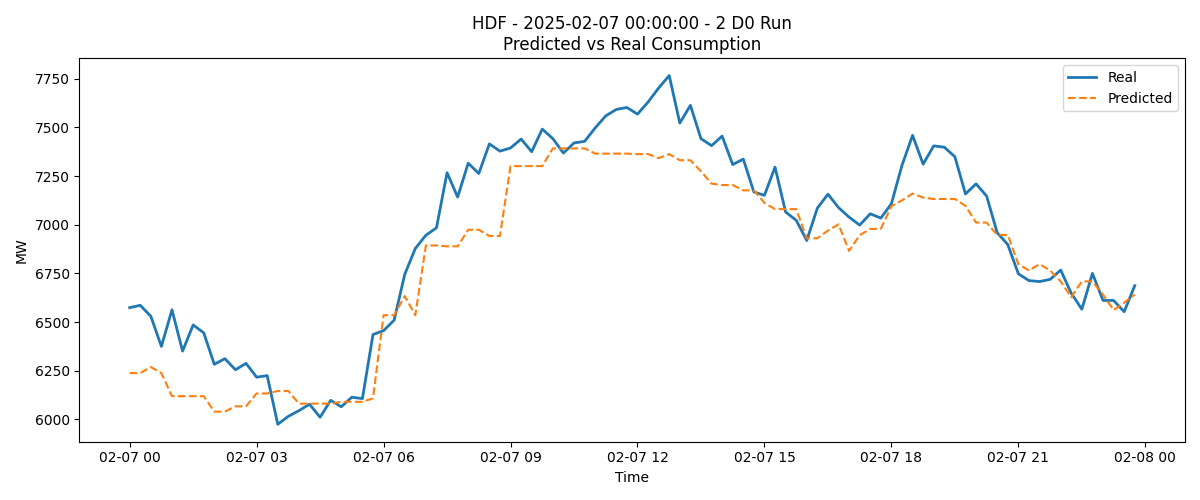 HDF - 2025-02-07 00:00:00 - 2 D0 Run
Predicted vs Real Consumption
Real
Predicted
MW
7750
7500
7250
7000
6750
6500
6250
6000
02-07 00
02-07 03
02-07 06
02-07 09
02-07 12
02-07 15
02-07 18
02-07 21
02-08 00
Time